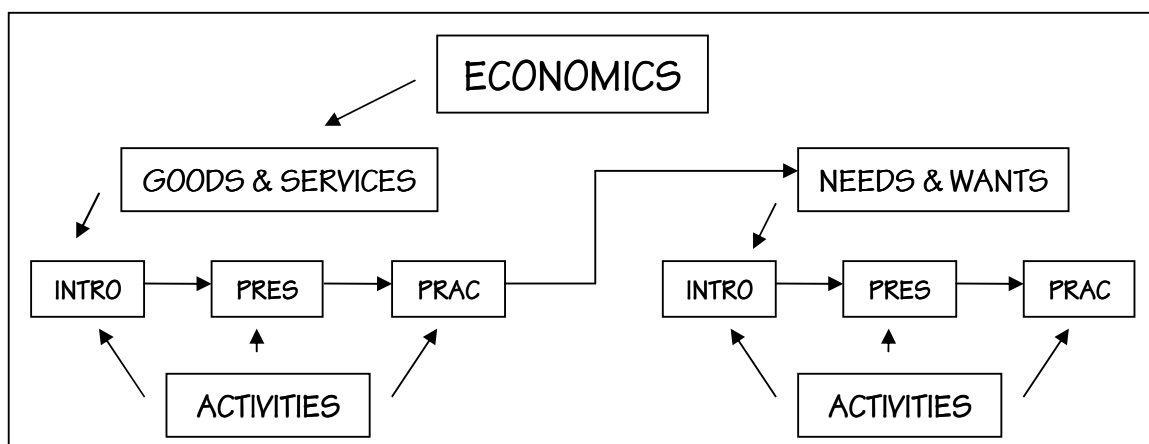 ECONOMICS
GOODS & SERVICES
NEEDS & WANTS
INTRO
PRES
PRAC
INTRO
PRES
PRAC
ACTIVITIES
ACTIVITIES